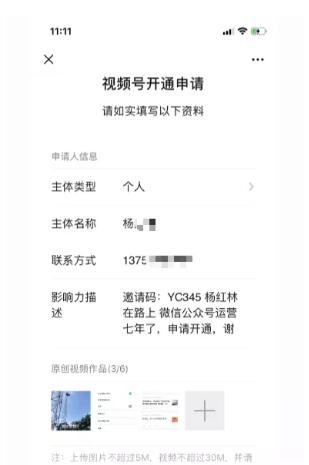 11:11
视频号开通申请
请如实填写以下资料
申请人信息
主体类型 个人
主体名称 杨
联系方式 1375
影响力描述 邀请码：YC345 杨红林
在路上 微信公众号运营
七年了，申请开通，谢
原创视频作品(3/6)
注：上传图片不超过5M，视频不超过30M，并请